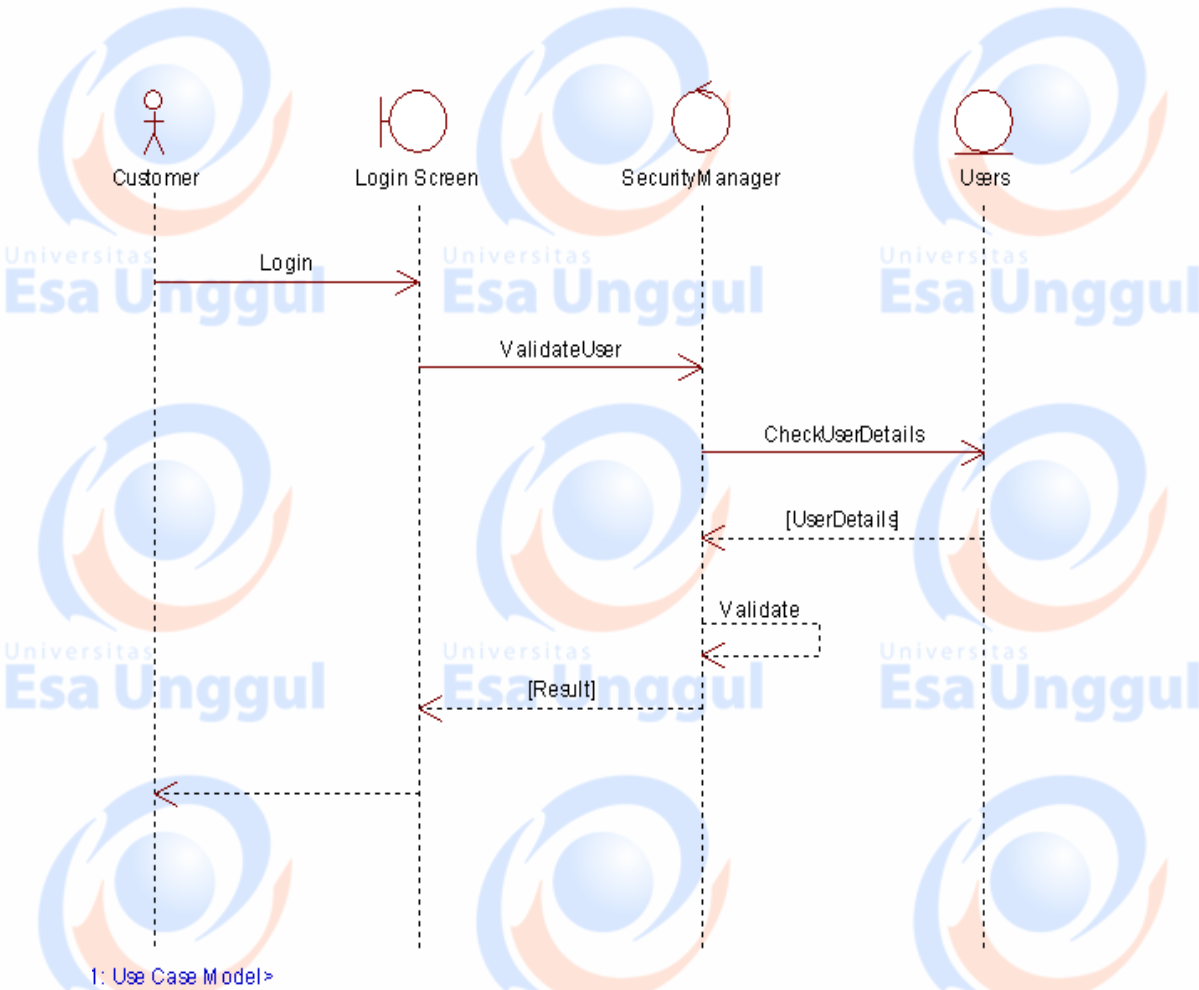 Customer
Login Screen
SecurityManager
Users
Universitas
Esa Unggul
Universitas
Esa Unggul
Universitas
Esa Unggul
Login
ValidateUser
CheckUserDetails
[UserDetails]
Validate
Universitas
Esa Unggul
Universitas
Esa Unggul
Universitas
Esa Unggul
[Result]
1: Use Case Model>